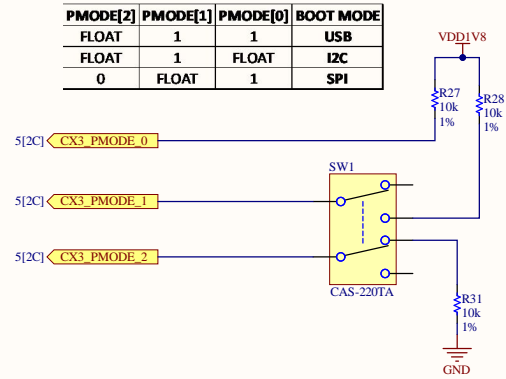 PMODE[2] PMODE[1] PMODE[0] BOOT MODE
FLOAT 1 1 USB
FLOAT 1 FLOAT I2C
0 FLOAT 1 SPI
VDD1V8
R27
10k
1%
R28
10k
1%
5[2C] CX3_PMODE_0
SW1
5[2C] CX3_PMODE_1
5[2C] CX3_PMODE_2
CAS-220TA
R31
10k
1%
GND